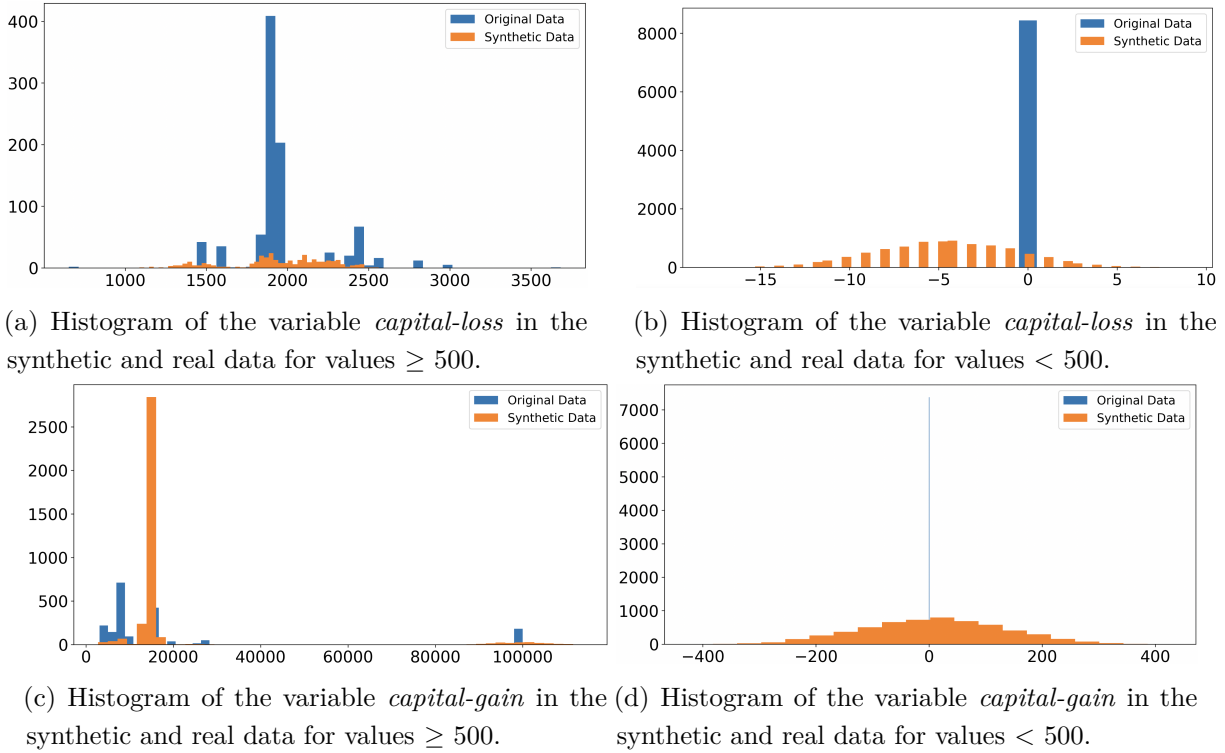 400
300
200
100
0
1000
1500
2000
2500
3000
3500
Original Data
Synthetic Data
8000
6000
4000
2000
0
−15
−10
−5
0
5
10
Original Data
Synthetic Data
(a) Histogram of the variable capital-loss in the
synthetic and real data for values ≥ 500.
(b) Histogram of the variable capital-loss in the
synthetic and real data for values < 500.
2500
2000
1500
1000
500
0
0
20000
40000
60000
80000
100000
Original Data
Synthetic Data
7000
6000
5000
4000
3000
2000
1000
0
−400
−200
0
200
400
Original Data
Synthetic Data
(c) Histogram of the variable capital-gain in the
synthetic and real data for values ≥ 500.
(d) Histogram of the variable capital-gain in the
synthetic and real data for values < 500.